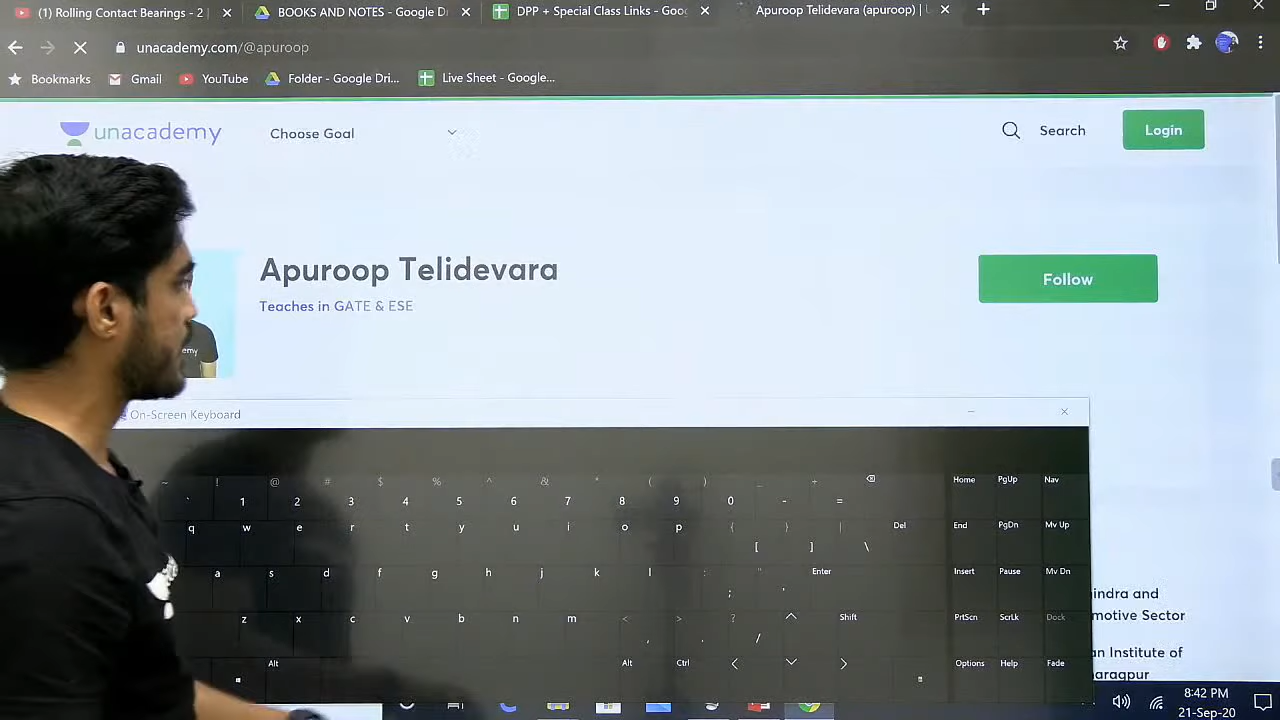 (1) Rolling Contact Bearings - 2 |
BOOKS AND NOTES - Google Dr
DPP + Special Class Links - Goog
Apuroop Telidevara (apuroop) | U
unacademy.com/@apuroop
Bookmarks
Gmail
YouTube
Folder - Google Dri...
Live Sheet - Google...
unacademy
Choose Goal
Search
Login
Apuroop Telidevara
Teaches in GATE & ESE
Follow
emy
On-Screen Keyboard
~ ! @ # $ % ^ & * ( ) _ +
` 1 2 3 4 5 6 7 8 9 0 - =
Home PgUp Nav
q w e r t y u i o p { } |
[ ] \
Del
End PgDn Mv Up
a s d f g h j k l : "
; '
Enter
Insert Pause Mv Dn
z x c v b n m < > ?
, . /
Shift
PrtScn ScrLk Dock
Alt
Alt Ctrl
Options Help Fade
indra and
motive Sector
an Institute of
haragpur
8:42 PM
21-Sep-20